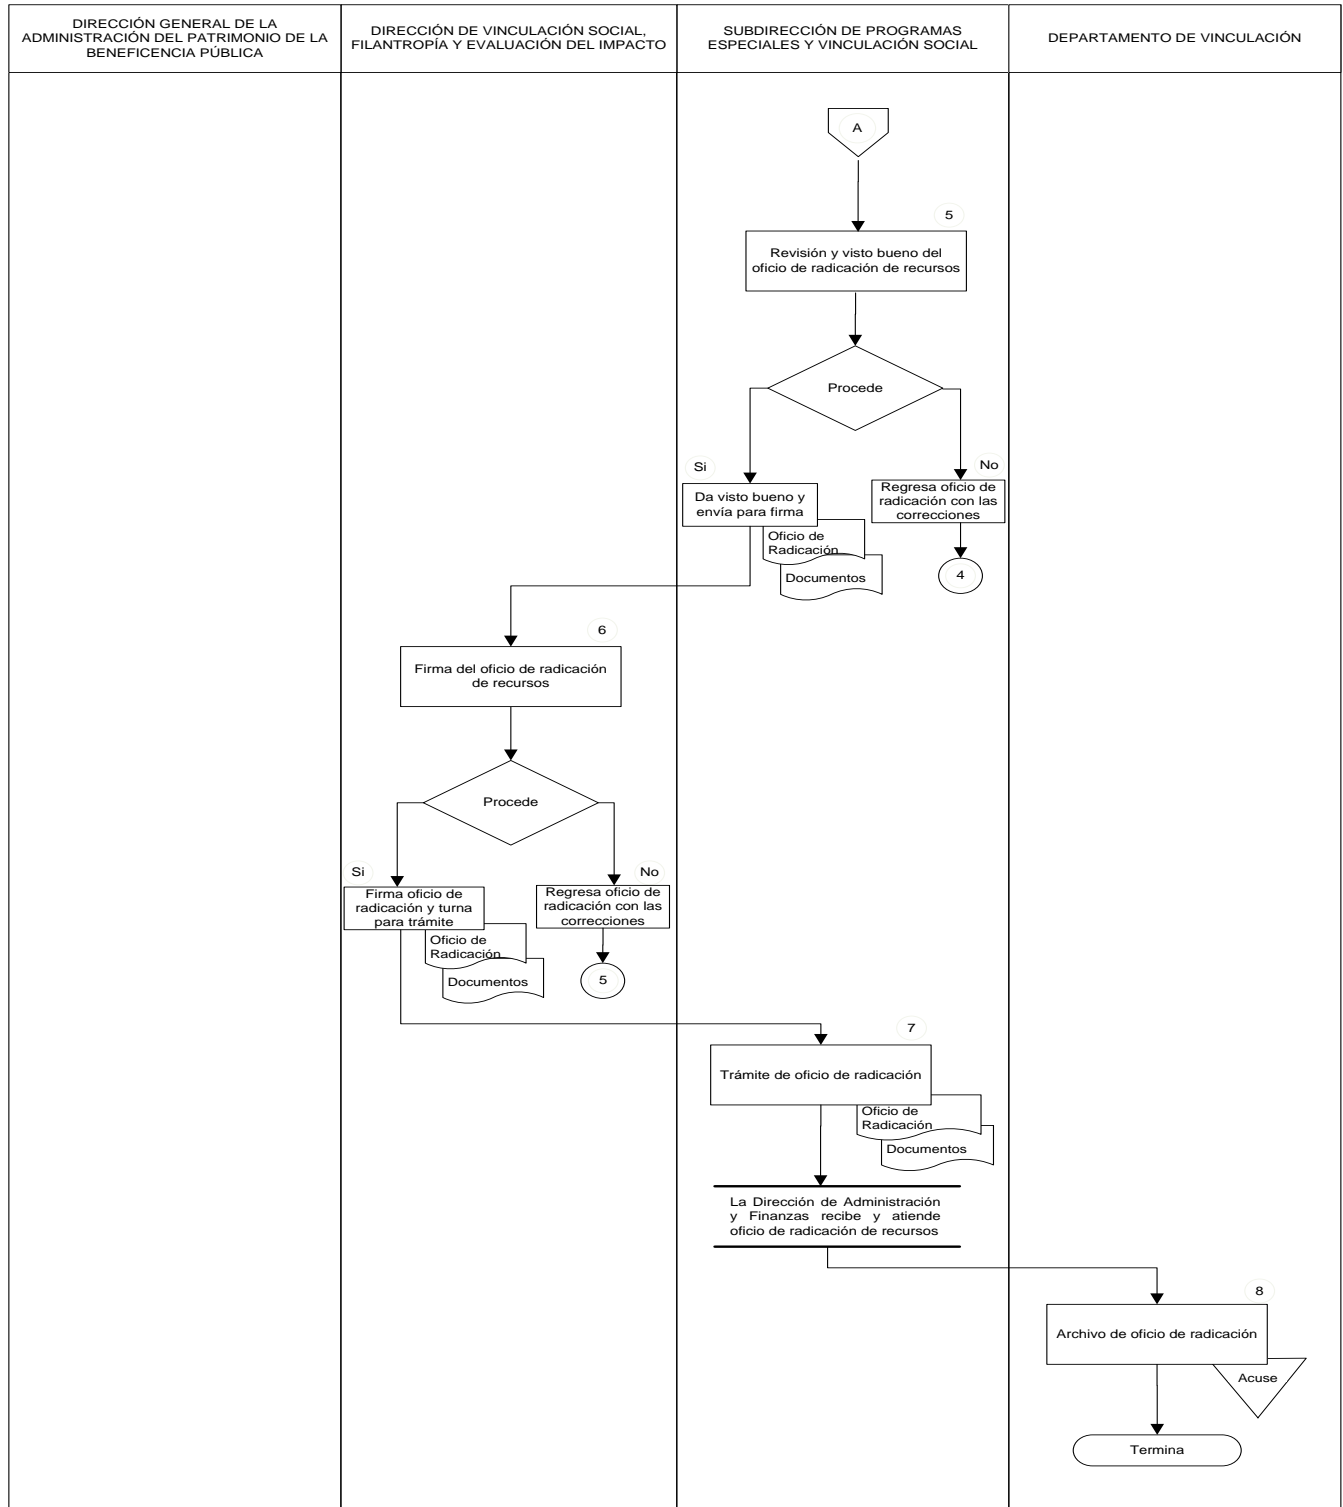 DIRECCIÓN GENERAL DE LA
ADMINISTRACIÓN DEL PATRIMONIO DE LA
BENEFICENCIA PÚBLICA
DIRECCIÓN DE VINCULACIÓN SOCIAL,
FILANTROPÍA Y EVALUACIÓN DEL IMPACTO
SUBDIRECCIÓN DE PROGRAMAS
ESPECIALES Y VINCULACIÓN SOCIAL
DEPARTAMENTO DE VINCULACIÓN
A
5
Revisión y visto bueno del
oficio de radicación de recursos
Procede
Si
No
Da visto bueno y
envía para firma
Regresa oficio de
radicación con las
correcciones
Oficio de
Radicación
Documentos
4
6
Firma del oficio de radicación
de recursos
Procede
Si
No
Firma oficio de
radicación y turna
para trámite
Regresa oficio de
radicación con las
correcciones
Oficio de
Radicación
Documentos
5
7
Trámite de oficio de radicación
Oficio de
Radicación
Documentos
La Dirección de Administración
y Finanzas recibe y atiende
oficio de radicación de recursos
8
Archivo de oficio de radicación
Acuse
Termina